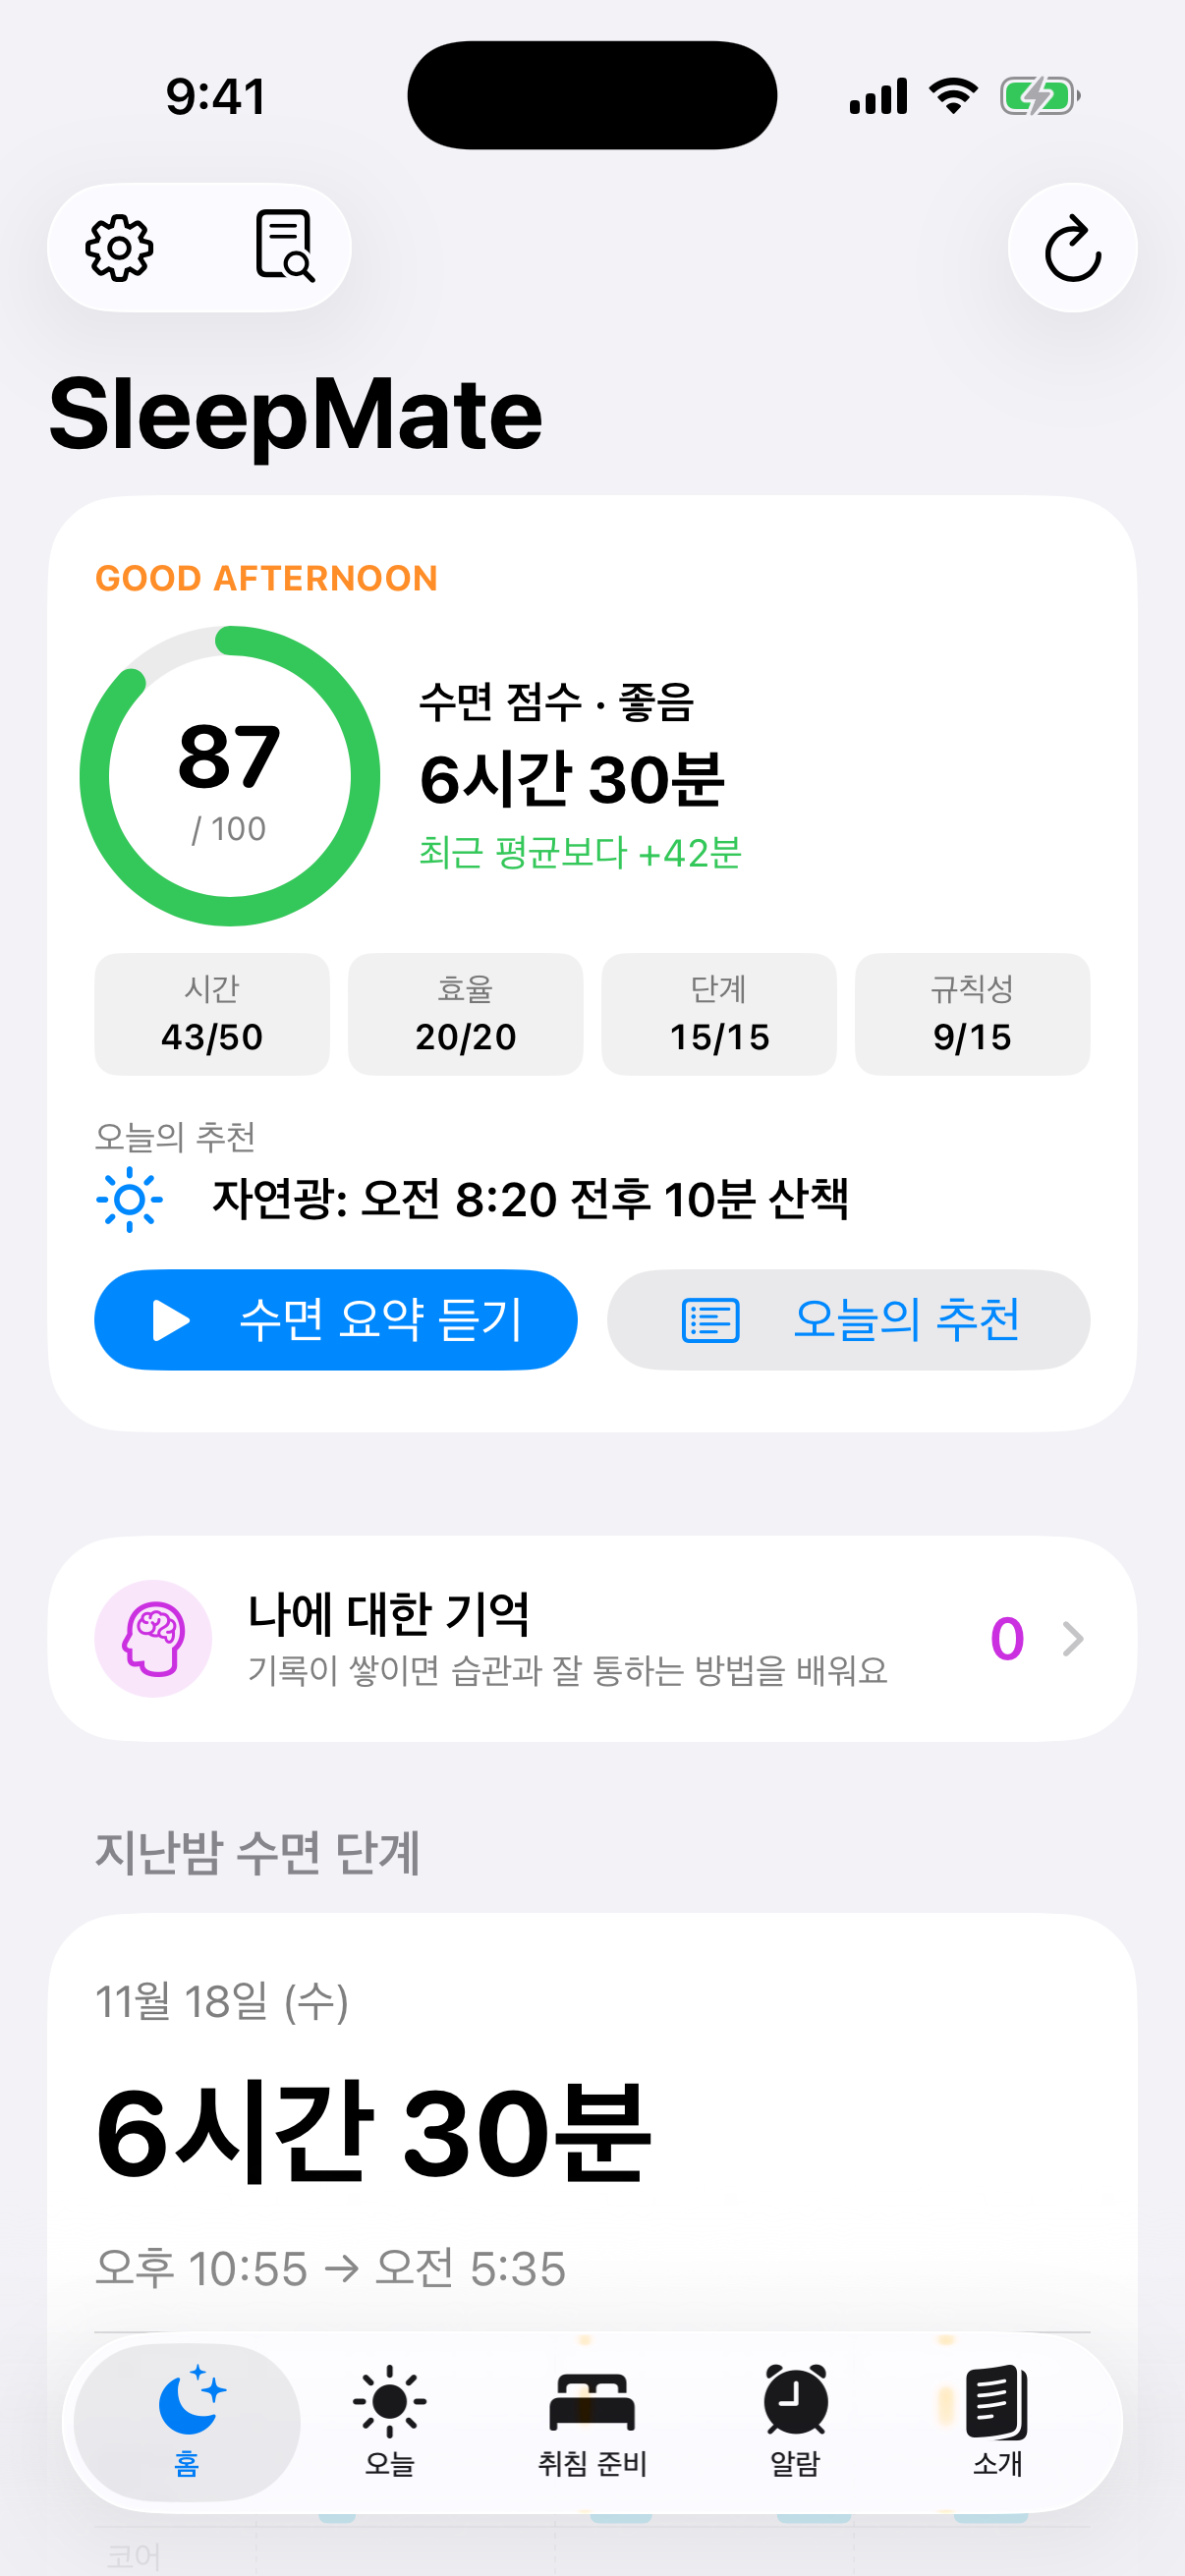 9:41
SleepMate
GOOD AFTERNOON
87
/ 100
수면 점수 · 좋음
6시간 30분
최근 평균보다 +42분
시간
43/50
효율
20/20
단계
15/15
규칙성
9/15
오늘의 추천
자연광: 오전 8:20 전후 10분 산책
수면 요약 듣기
오늘의 추천
나에 대한 기억
기록이 쌓이면 습관과 잘 통하는 방법을 배워요
0
지난밤 수면 단계
11월 18일 (수)
6시간 30분
오후 10:55 → 오전 5:35
홈
오늘
취침 준비
알람
소개
코어